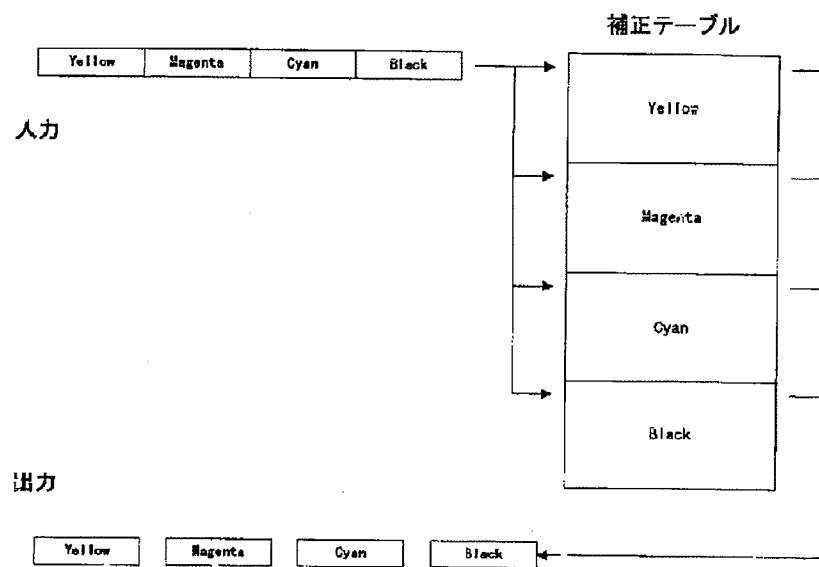 補正テーブル
Yellow Magenta Cyan Black
入力
Yellow
Magenta
Cyan
Black
出力
Yellow Magenta Cyan Black